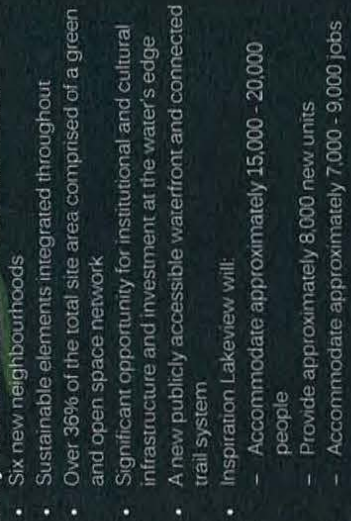 • Six new neighbourhoods
• Sustainable elements integrated throughout
• Over 36% of the total site area comprised of a green
and open space network
• Significant opportunity for institutional and cultural
infrastructure and investment at the water's edge
• A new publicly accessible waterfront and connected
trail system
• Inspiration Lakeview will:
– Accommodate approximately 15,000 - 20,000
people
– Provide approximately 8,000 new units
– Accommodate approximately 7,000 - 9,000 jobs